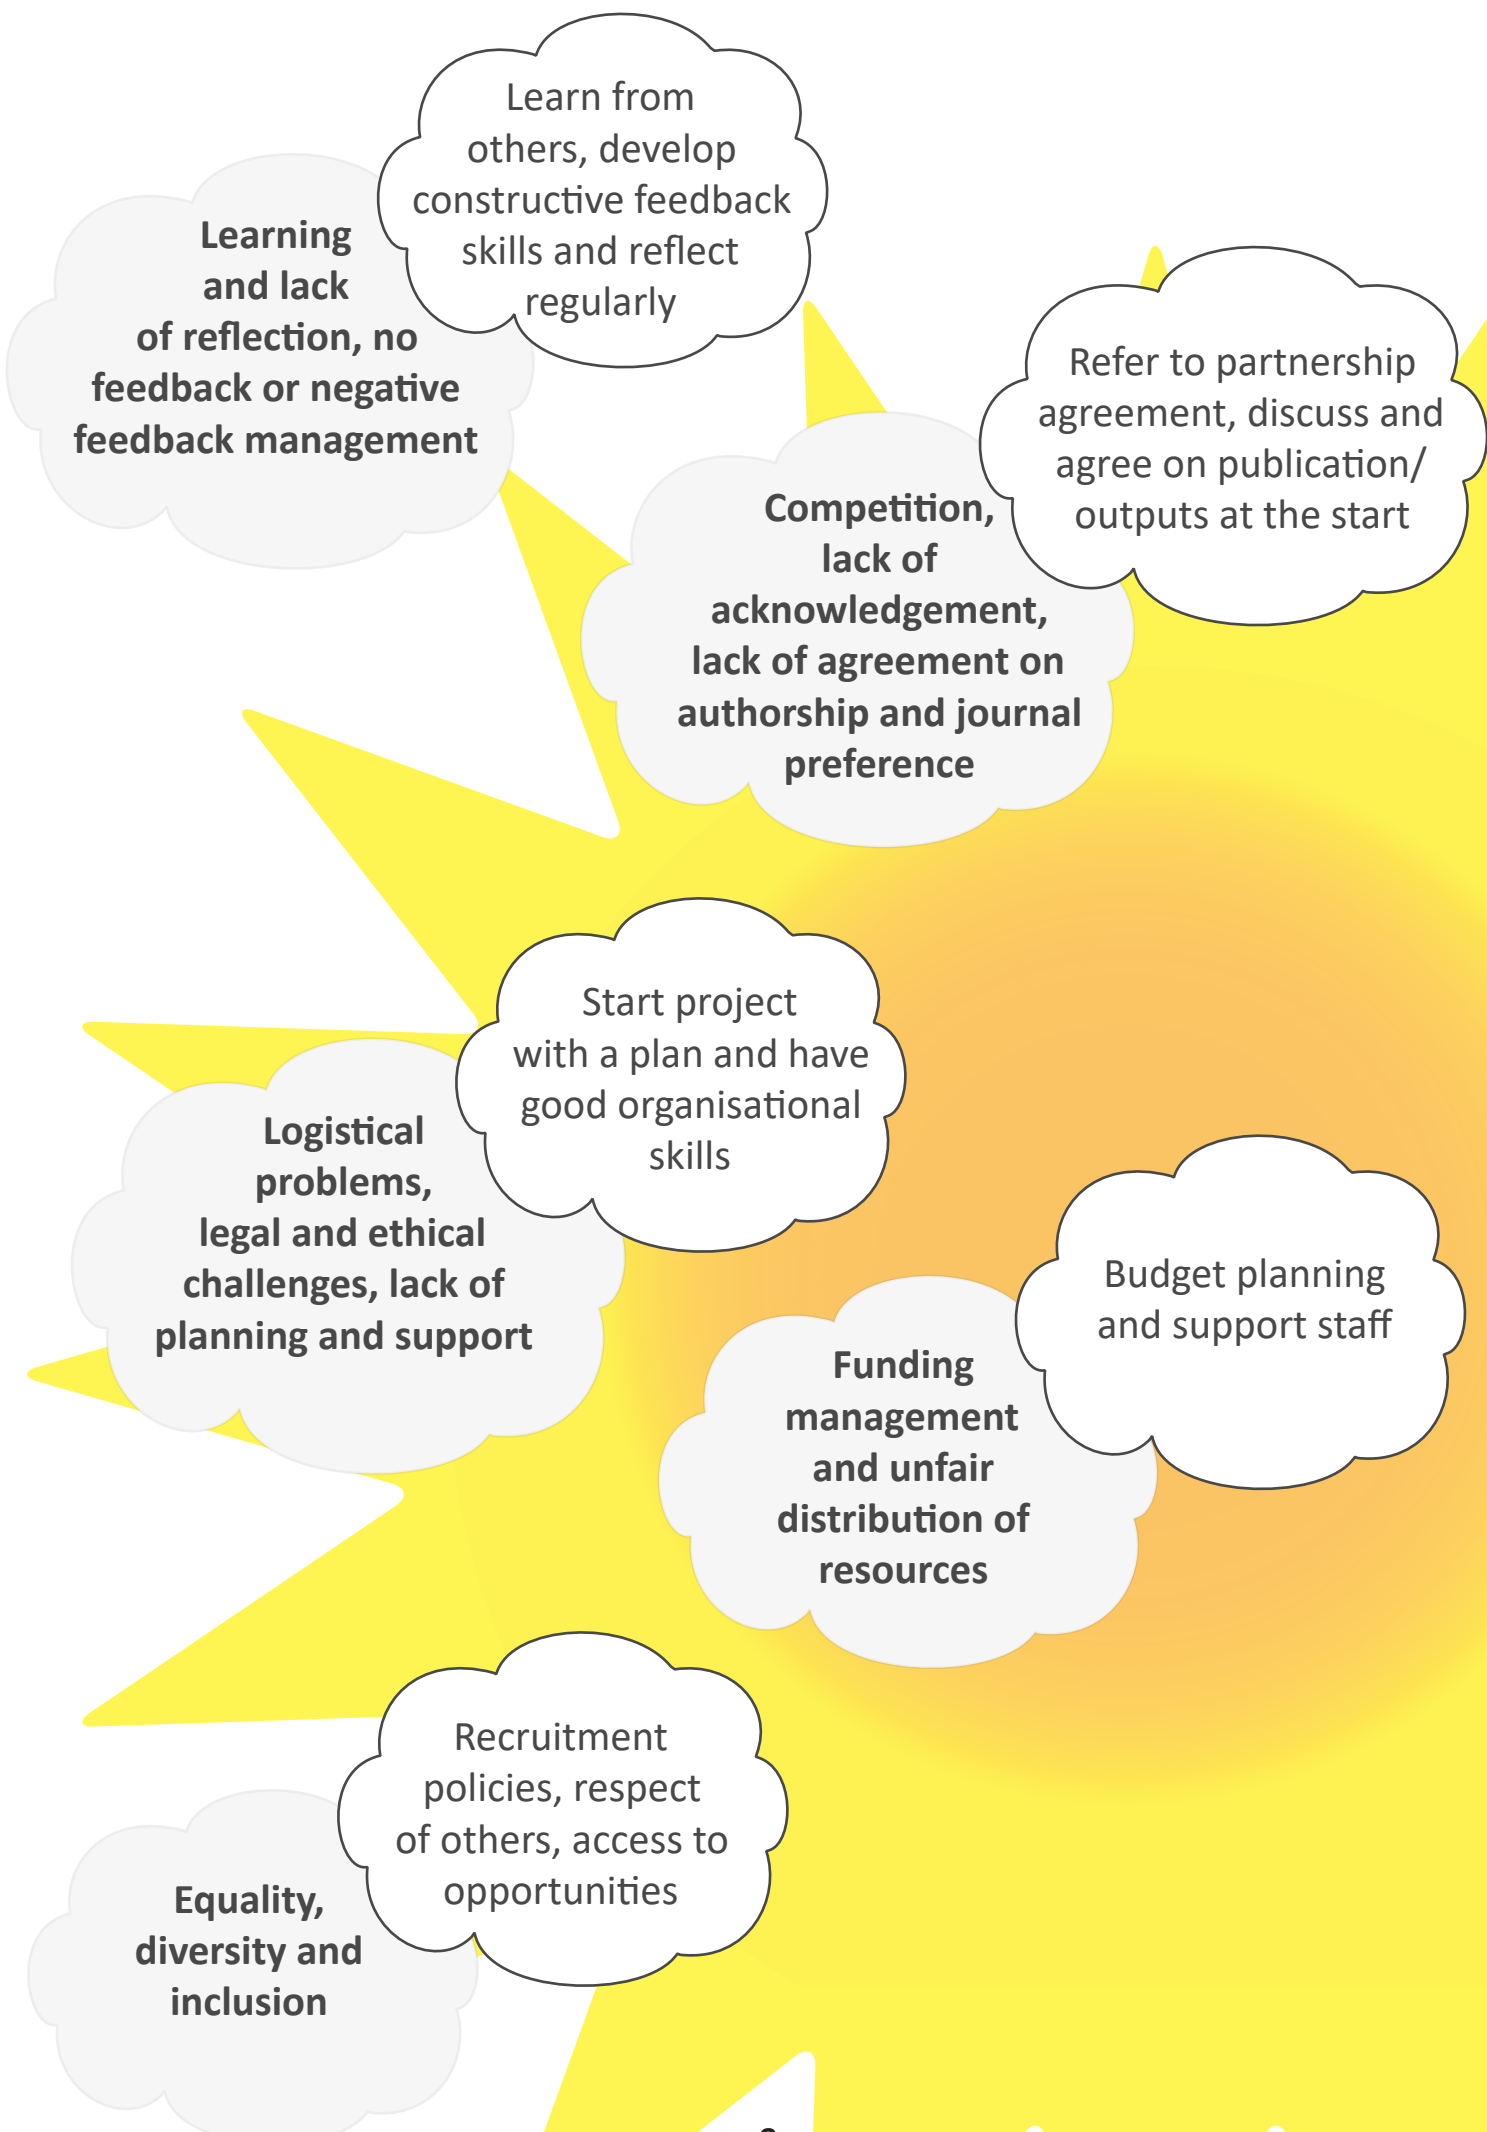 Learn from
others, develop
constructive feedback
skills and reflect
regularly
Learning
and lack
of reflection, no
feedback or negative
feedback management
Refer to partnership
agreement, discuss and
agree on publication/
outputs at the start
Competition,
lack of
acknowledgement,
lack of agreement on
authorship and journal
preference
Start project
with a plan and have
good organisational
skills
Logistical
problems,
legal and ethical
challenges, lack of
planning and support
Budget planning
and support staff
Funding
management
and unfair
distribution of
resources
Recruitment
policies, respect
of others, access to
opportunities
Equality,
diversity and
inclusion